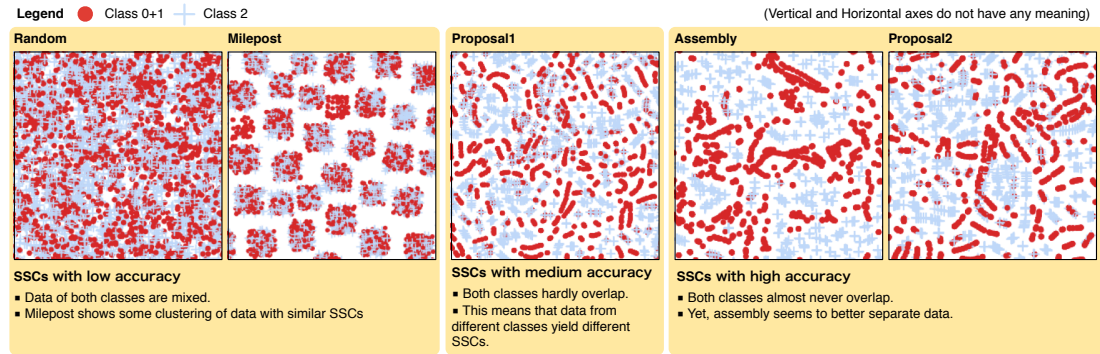 Legend Class 0+1 Class 2 (Vertical and Horizontal axes do not have any meaning)
Random Milepost Proposal1 Assembly Proposal2
SSCs with low accuracy
▪ Data of both classes are mixed.
▪ Milepost shows some clustering of data with similar SSCs
SSCs with medium accuracy
▪ Both classes hardly overlap.
▪ This means that data from
different classes yield different
SSCs.
SSCs with high accuracy
▪ Both classes almost never overlap.
▪ Yet, assembly seems to better separate data.